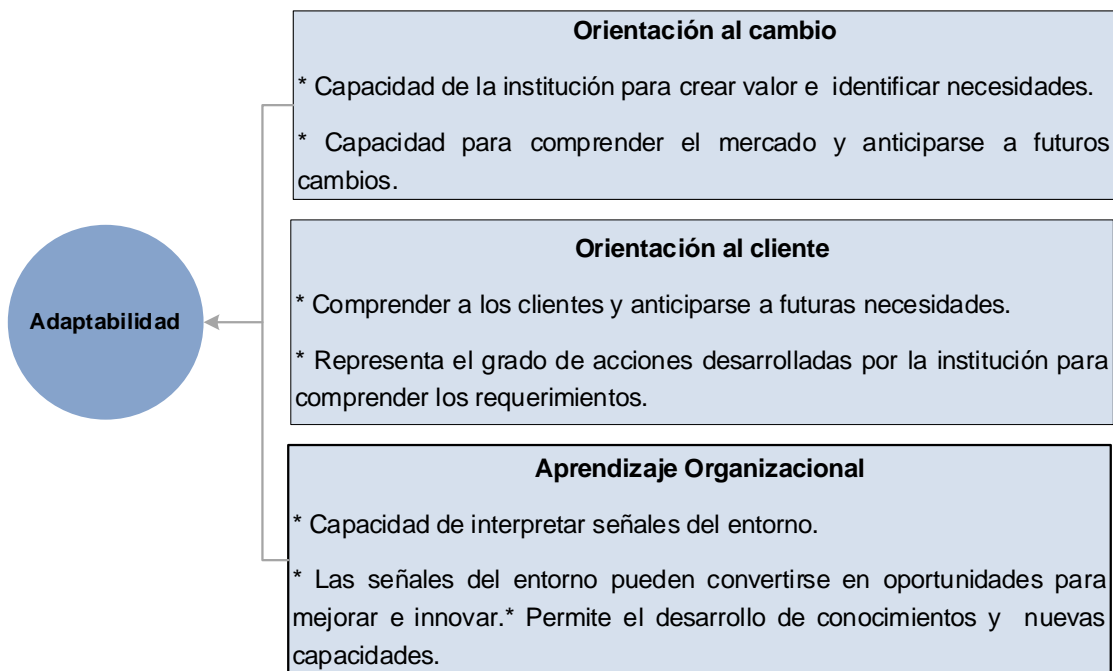 Orientación al cambio
* Capacidad de la institución para crear valor e identificar necesidades.
* Capacidad para comprender el mercado y anticiparse a futuros
cambios.
Orientación al cliente
* Comprender a los clientes y anticiparse a futuras necesidades.
* Representa el grado de acciones desarrolladas por la institución para
comprender los requerimientos.
Adaptabilidad
Aprendizaje Organizacional
* Capacidad de interpretar señales del entorno.
* Las señales del entorno pueden convertirse en oportunidades para
mejorar e innovar.* Permite el desarrollo de conocimientos y nuevas
capacidades.